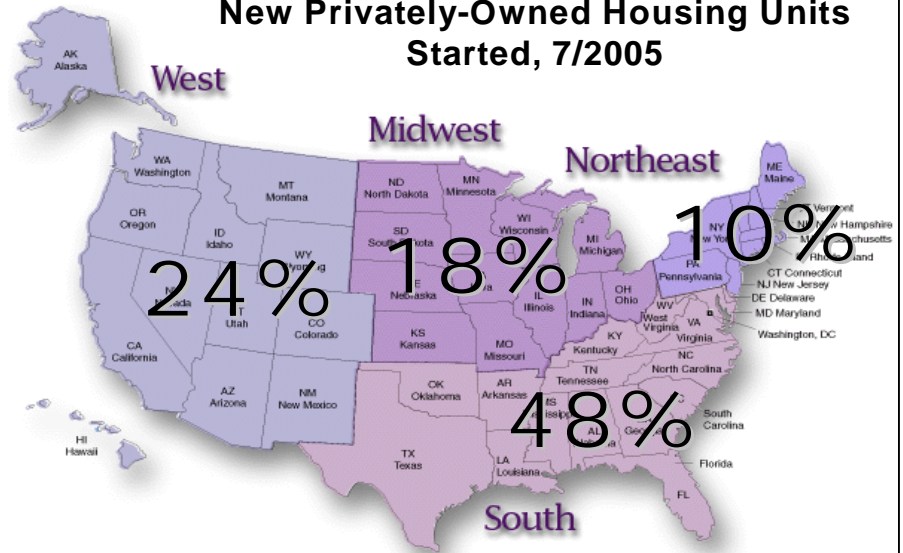 New Privately-Owned Housing Units
Started, 7/2005
AK
Alaska
West
Midwest
Northeast
WA
Washington
OR
Oregon
ID
Idaho
MT
Montana
WY
CA
California
Utah
CO
Colorado
AZ
Arizona
NM
New Mexico
HI
Hawaii
24%
ND
North Dakota
MN
Minnesota
SD
WI
Wisconsin
MI
Michigan
IL
Illinois
IN
Indiana
OH
Ohio
KS
Kansas
MO
Missouri
18%
ME
Maine
Vermont
NY
Hampshire
PA
Pennsylvania
CT Connecticut
NJ New Jersey
10%
DE Delaware
MD Maryland
Washington, DC
WV
West
Virginia
VA
Virginia
KY
Kentucky
NC
North Carolina
TN
Tennessee
OK
Oklahoma
AR
Arkansas
TX
Texas
LA
Louisiana
AL
South
Carolina
Florida
FL
48%
South